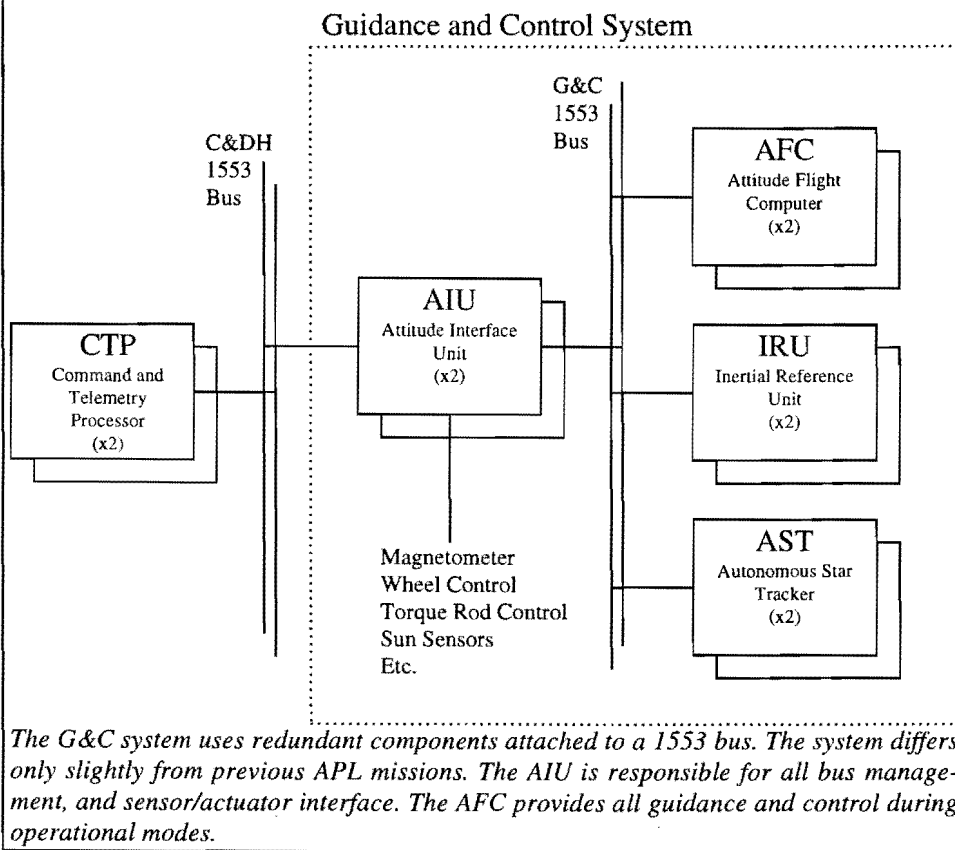 Guidance and Control System
G&C
1553
Bus
C&DH
1553
Bus
AFC
Attitude Flight
Computer
(x2)
AIU
Attitude Interface
Unit
(x2)
CTP
Command and
Telemetry
Processor
(x2)
IRU
Inertial Reference
Unit
(x2)
AST
Autonomous Star
Tracker
(x2)
Magnetometer
Wheel Control
Torque Rod Control
Sun Sensors
Etc.
The G&C system uses redundant components attached to a 1553 bus. The system differs
only slightly from previous APL missions. The AIU is responsible for all bus manage-
ment, and sensor/actuator interface. The AFC provides all guidance and control during
operational modes.